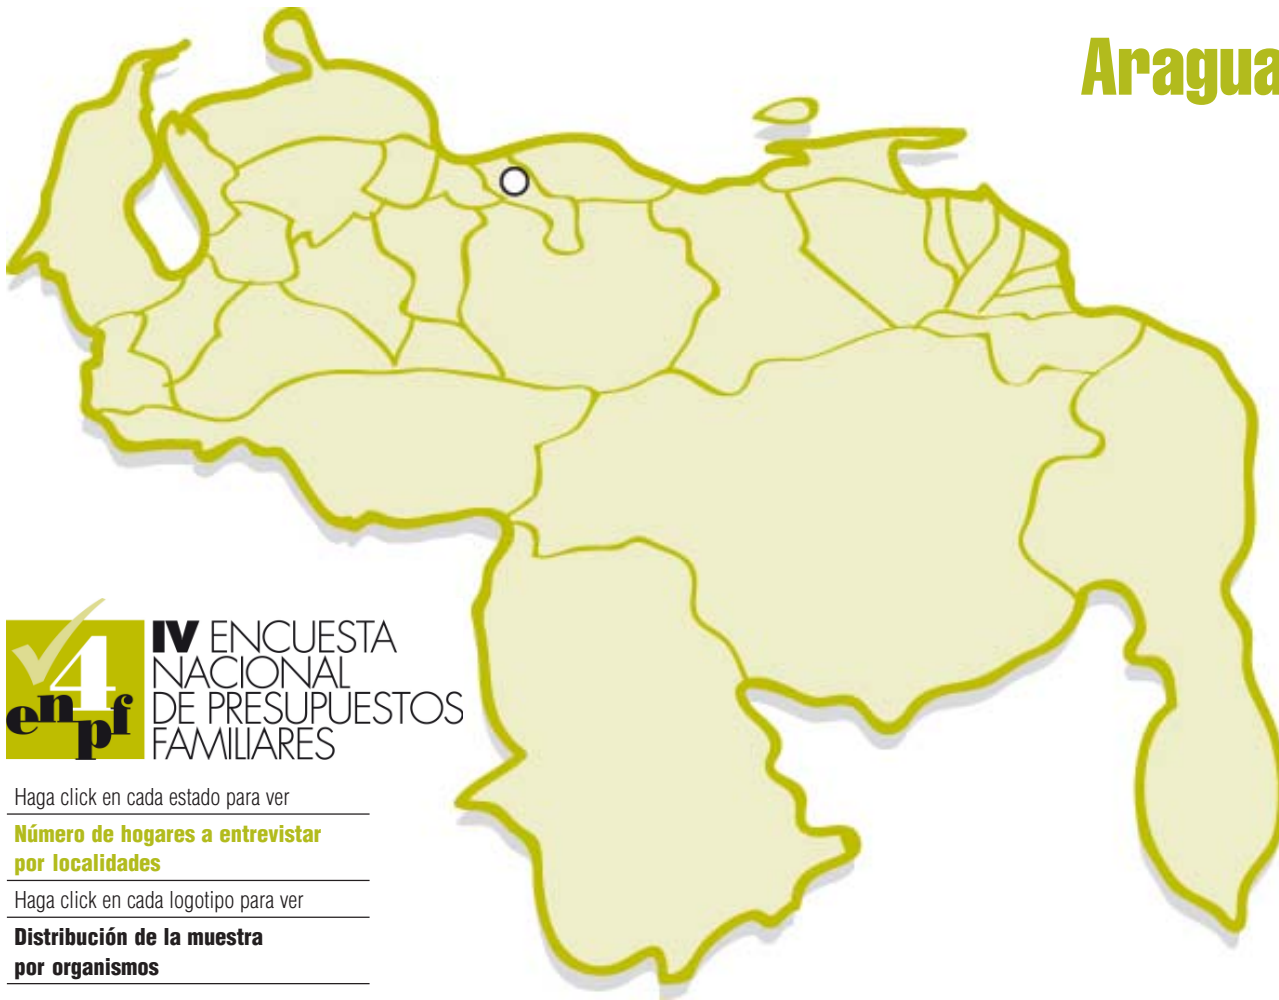 Aragua
4
enpf
IV ENCUESTA
NACIONAL
DE PRESUPUESTOS
FAMILIARES
Haga click en cada estado para ver
Número de hogares a entrevistar
por localidades
Haga click en cada logotipo para ver
Distribución de la muestra
por organismos